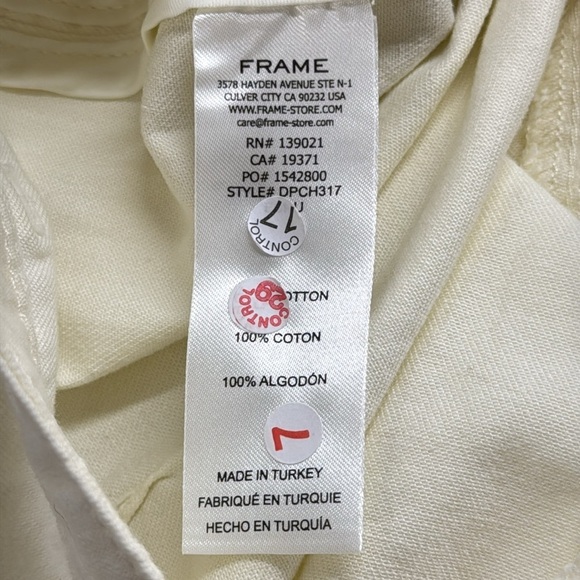 FRAME
3578 HAYDEN AVENUE STE N-1
CULVER CITY CA 90232 USA
WWW.FRAME-STORE.COM
care@frame-store.com
RN# 139021
CA# 19371
PO# 1542800
STYLE# DPCH317
17
CONTROL
CONTROL
100% COTON
100% ALGODÓN
7
MADE IN TURKEY
FABRIQUÉ EN TURQUIE
HECHO EN TURQUÍA